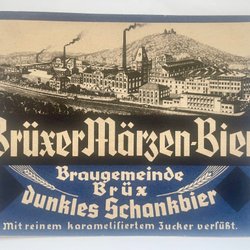 Brüxer Märzen-Bier
Braugemeinde
Brüx
dunkles Schankbier
Mit reinem karamelisiertem Zucker versüßt.